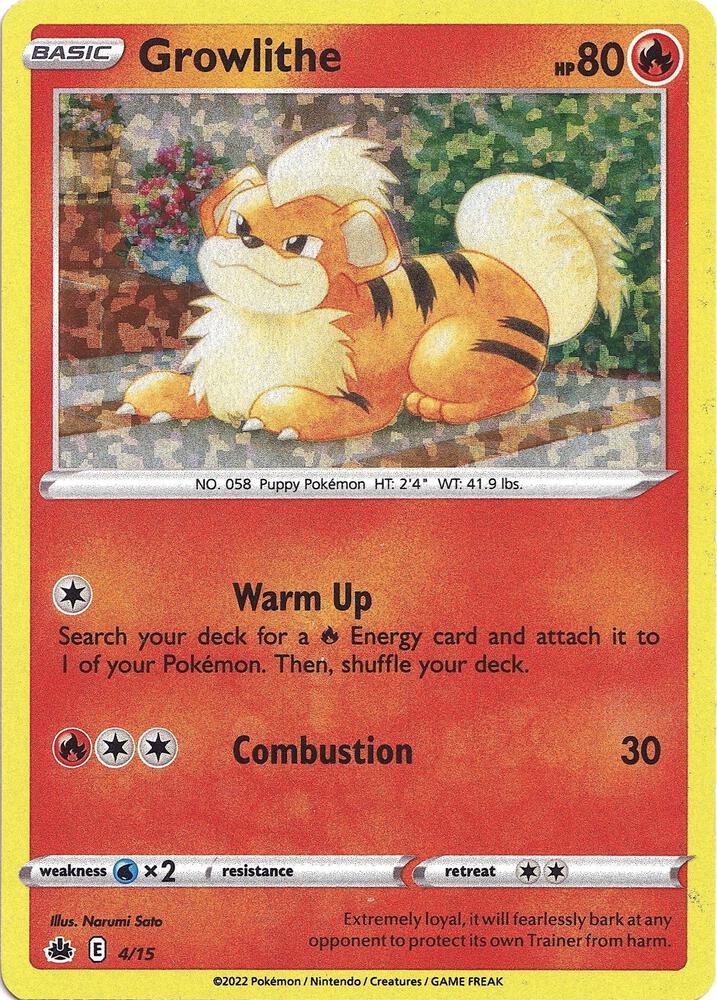 BASIC Growlithe HP 80
NO. 058 Puppy Pokémon HT: 2'4" WT: 41.9 lbs.
Warm Up
Search your deck for a Energy card and attach it to
1 of your Pokémon. Then, shuffle your deck.
Combustion 30
weakness ×2 resistance retreat
Illus. Narumi Sato
E 4/15
Extremely loyal, it will fearlessly bark at any
opponent to protect its own Trainer from harm.
©2022 Pokémon / Nintendo / Creatures / GAME FREAK